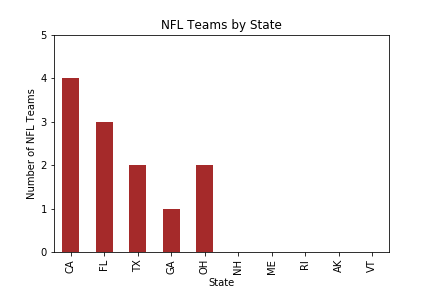 NFL Teams by State
5
4
3
2
1
0
Number of NFL Teams
CA
FL
TX
GA
OH
NH
ME
RI
AK
VT
State